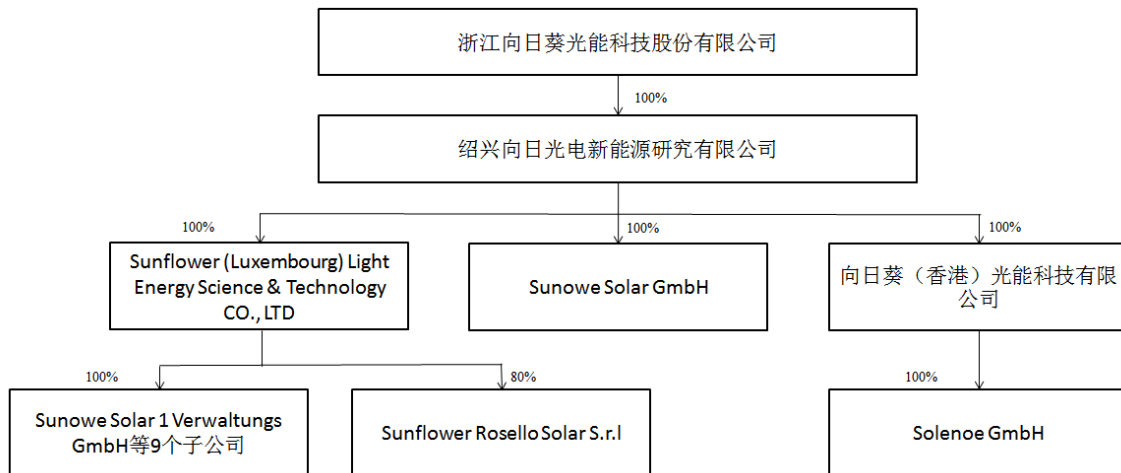 浙江向日葵光能科技股份有限公司
100%
绍兴向日光电新能源研究有限公司
100%
100%
100%
Sunflower (Luxembourg) Light
Energy Science & Technology
CO., LTD
Sunowe Solar GmbH
向日葵（香港）光能科技有限
公司
100%
80%
100%
Sunowe Solar 1 Verwaltungs
GmbH等9个子公司
Sunflower Rosello Solar S.r.l
Solenoe GmbH